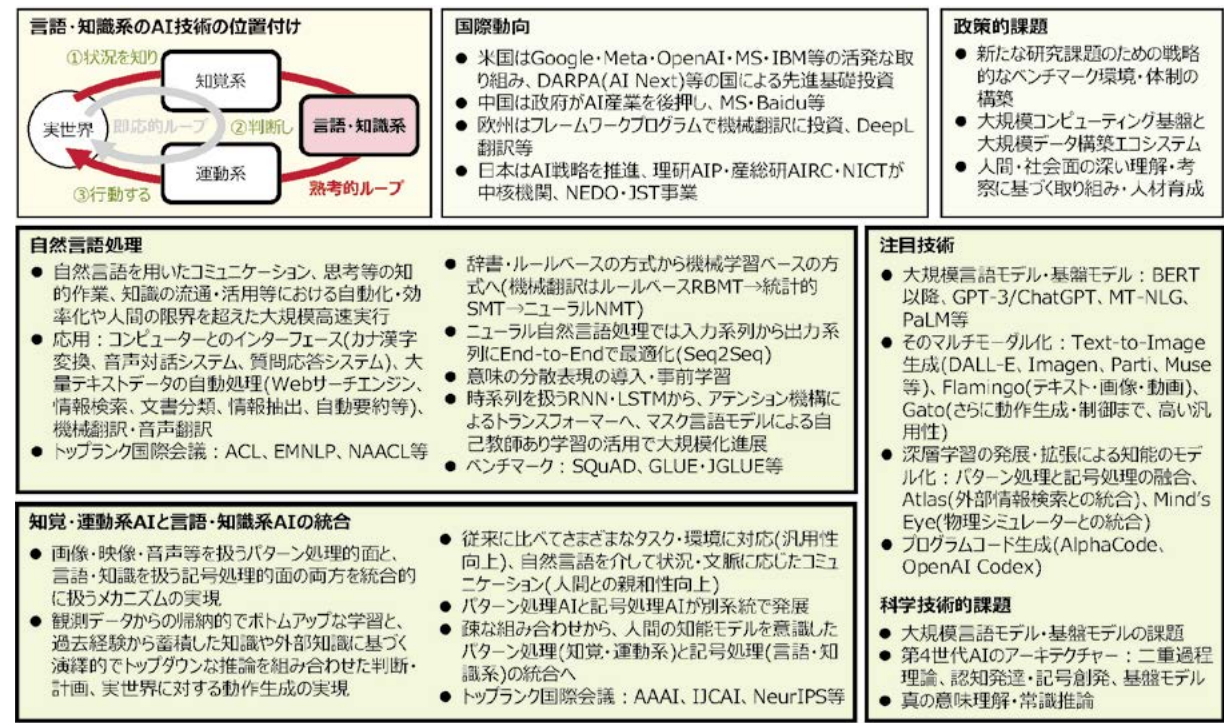 言語・知識系のAI技術の位置付け
①状況を知り
知覚系
実世界
即応的ループ
②判断し
言語・知識系
運動系
③行動する
熟考的ループ
国際動向
● 米国はGoogle・Meta・OpenAI・MS・IBM等の活発な取
り組み、DARPA(AI Next)等の国による先進基礎投資
● 中国は政府がAI産業を後押し、MS・Baidu等
● 欧州はフレームワークプログラムで機械翻訳に投資、DeepL
翻訳等
● 日本はAI戦略を推進、理研AIP・産総研AIRC・NICTが
中核機関、NEDO・JST事業
政策的課題
● 新たな研究課題のための戦略
的なベンチマーク環境・体制の
構築
● 大規模コンピューティング基盤と
大規模データ構築エコシステム
● 人間・社会面の深い理解・考
察に基づく取り組み・人材育成
自然言語処理
● 自然言語を用いたコミュニケーション、思考等の知
的作業、知識の流通・活用等における自動化・効
率化や人間の限界を超えた大規模高速実行
● 応用：コンピューターとのインターフェース(カナ漢字
変換、音声対話システム、質問応答システム)、大
量テキストデータの自動処理(Webサーチエンジン、
情報検索、文書分類、情報抽出、自動要約等)、
機械翻訳・音声翻訳
● トップランク国際会議：ACL、EMNLP、NAACL等
● 辞書・ルールベースの方式から機械学習ベースの方
式へ(機械翻訳はルールベースRBMT→統計的
SMT→ニューラルNMT)
● ニューラル自然言語処理では入力系列から出力系
列にEnd-to-Endで最適化(Seq2Seq)
● 意味の分散表現の導入・事前学習
● 時系列を扱うRNN・LSTMから、アテンション機構に
よるトランスフォーマーへ、マスク言語モデルによる自
己教師あり学習の活用で大規模化進展
● ベンチマーク：SQuAD、GLUE・JGLUE等
知覚・運動系AIと言語・知識系AIの統合
● 画像・映像・音声等を扱うパターン処理的面と、
言語・知識を扱う記号処理的面の両方を統合的
に扱うメカニズムの実現
● 観測データからの帰納的でボトムアップな学習と、
過去経験から蓄積した知識や外部知識に基づく
演繹的でトップダウンな推論を組み合わせた判断・
計画、実世界に対する動作生成の実現
● 従来に比べてさまざまなタスク・環境に対応(汎用性
向上)、自然言語を介して状況・文脈に応じたコミュ
ニケーション(人間との親和性向上)
● パターン処理AIと記号処理AIが別系統で発展
● 疎な組み合わせから、人間の知能モデルを意識した
パターン処理(知覚・運動系)と記号処理(言語・知
識系)の統合へ
● トップランク国際会議：AAAI、IJCAI、NeurIPS等
注目技術
● 大規模言語モデル・基盤モデル：BERT
以降、GPT-3/ChatGPT、MT-NLG、
PaLM等
● そのマルチモーダル化：Text-to-Image
生成(DALL-E、Imagen、Parti、Muse
等)、Flamingo(テキスト・画像・動画)、
Gato(さらに動作生成・制御まで、高い汎
用性)
● 深層学習の発展・拡張による知能のモデ
ル化：パターン処理と記号処理の融合、
Atlas(外部情報検索との統合)、Mind's
Eye(物理シミュレーターとの統合)
● プログラムコード生成(AlphaCode、
OpenAI Codex)
科学技術的課題
● 大規模言語モデル・基盤モデルの課題
● 第4世代AIのアーキテクチャー：二重過程
理論、認知発達・記号創発、基盤モデル
● 真の意味理解・常識推論